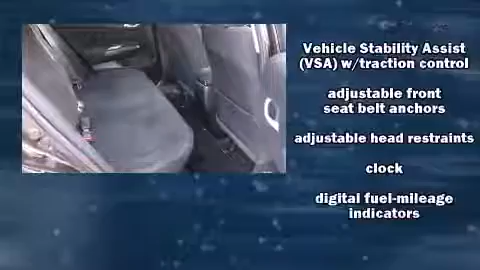 Vehicle Stability Assist
(VSA) w/traction control
adjustable front
seat belt anchors
adjustable head restraints
clock
digital fuel-mileage
indicators